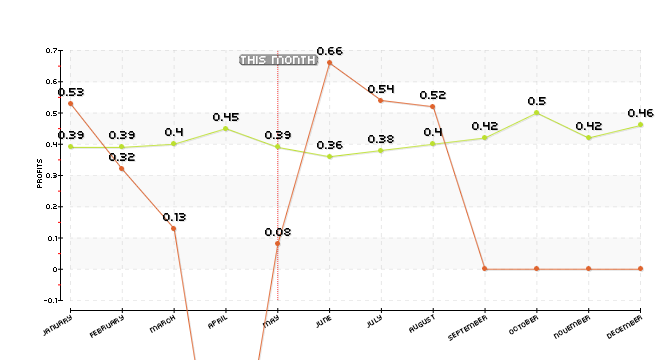 THIS MONTH
0.7
0.6
0.5
0.4
0.3
0.2
0.1
0
-0.1
PROFITS
0.53
0.32
0.13
0.08
0.66
0.54
0.52
0.39
0.39
0.4
0.45
0.39
0.36
0.38
0.4
0.42
0.5
0.42
0.46
JANUARY
FEBRUARY
MARCH
APRIL
MAY
JUNE
JULY
AUGUST
SEPTEMBER
OCTOBER
NOVEMBER
DECEMBER